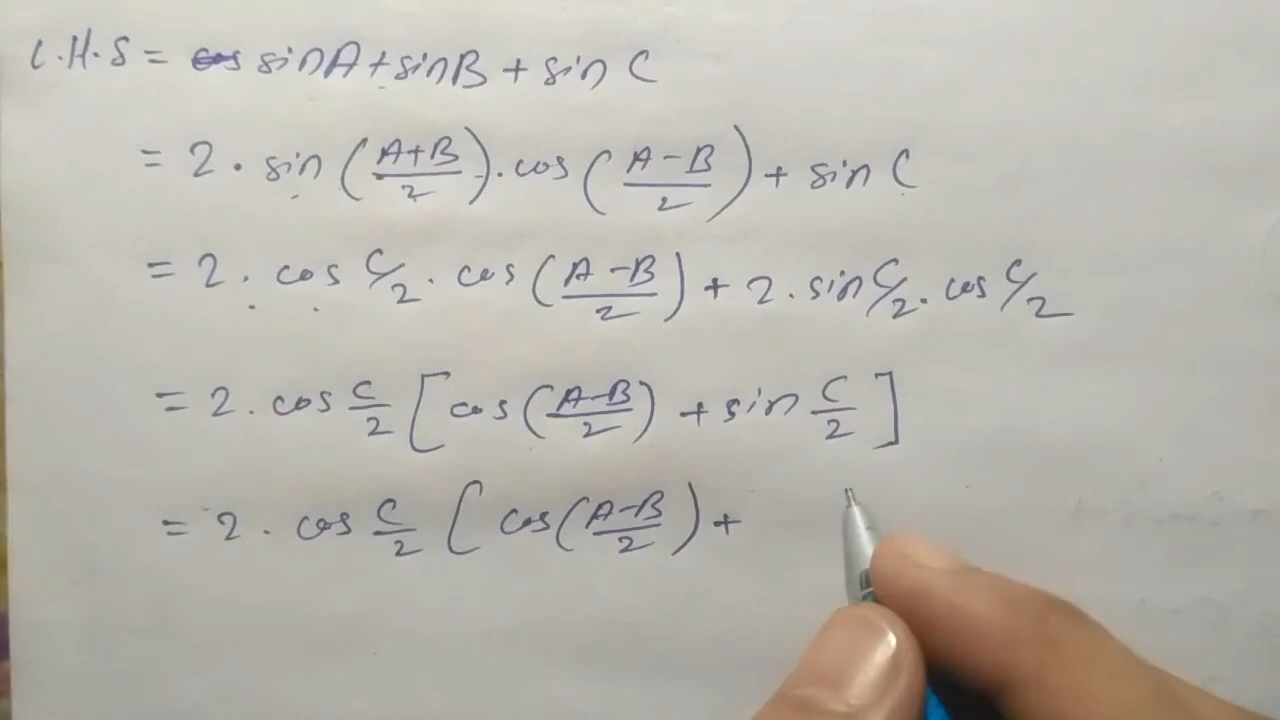 L.H.S = sinA + sinB + sin C
= 2 . sin (A+B/2) . cos (A-B/2) + sin C
= 2 . cos C/2 . cos (A-B/2) + 2 . sin C/2 . cos C/2
= 2 . cos C/2 [cos (A-B/2) + sin C/2]
= 2 . cos C/2 [cos (A-B/2) +